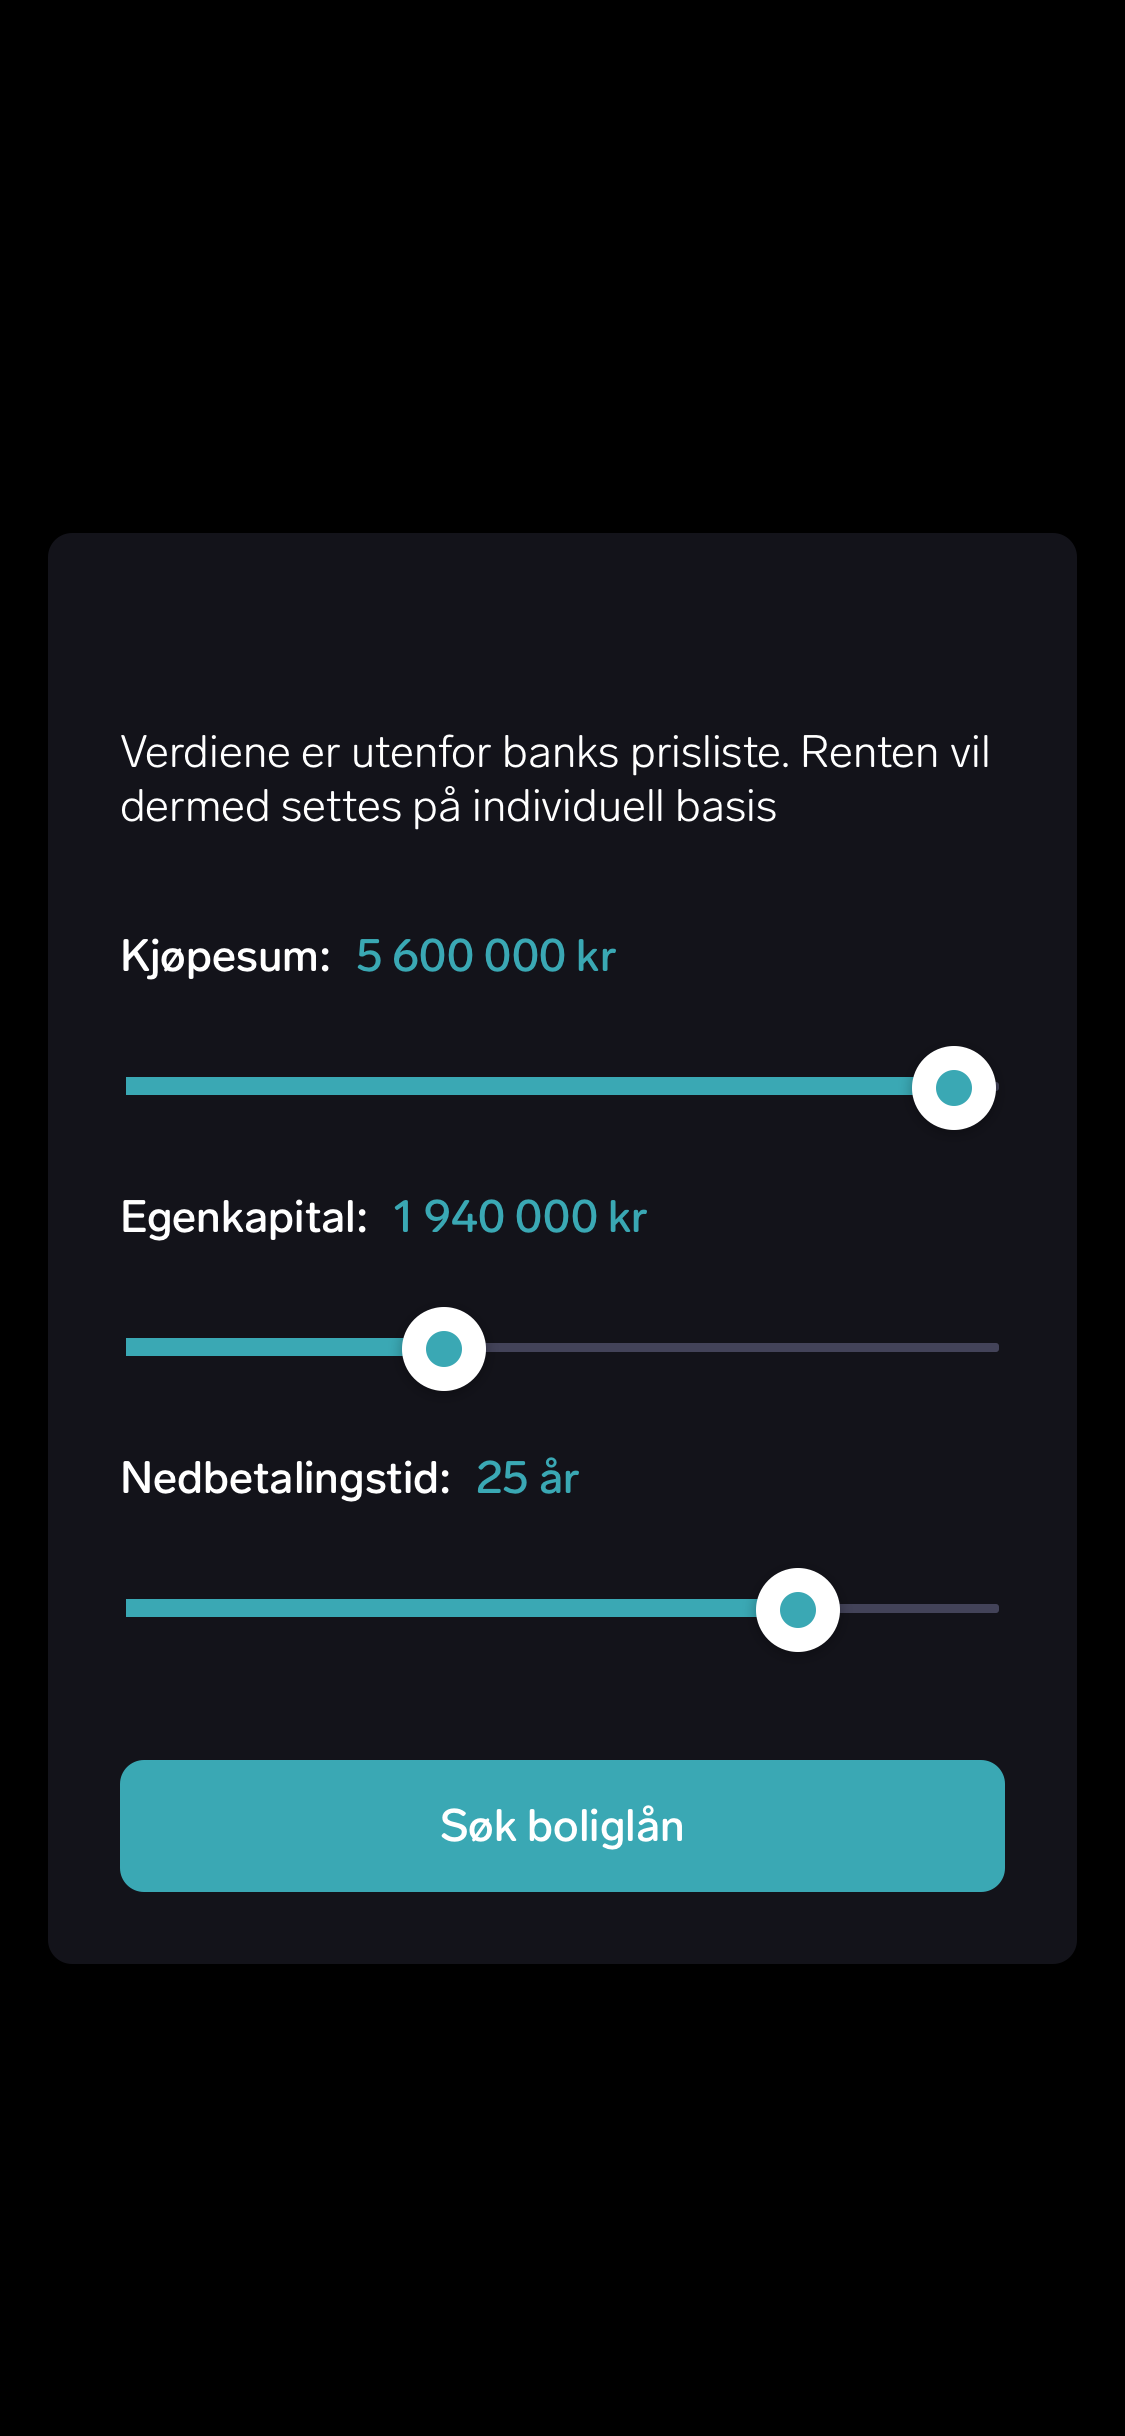 Verdiene er utenfor banks prisliste. Renten vil
dermed settes på individuell basis
Kjøpesum: 5 600 000 kr
Egenkapital: 1 940 000 kr
Nedbetalingstid: 25 år
Søk boliglån